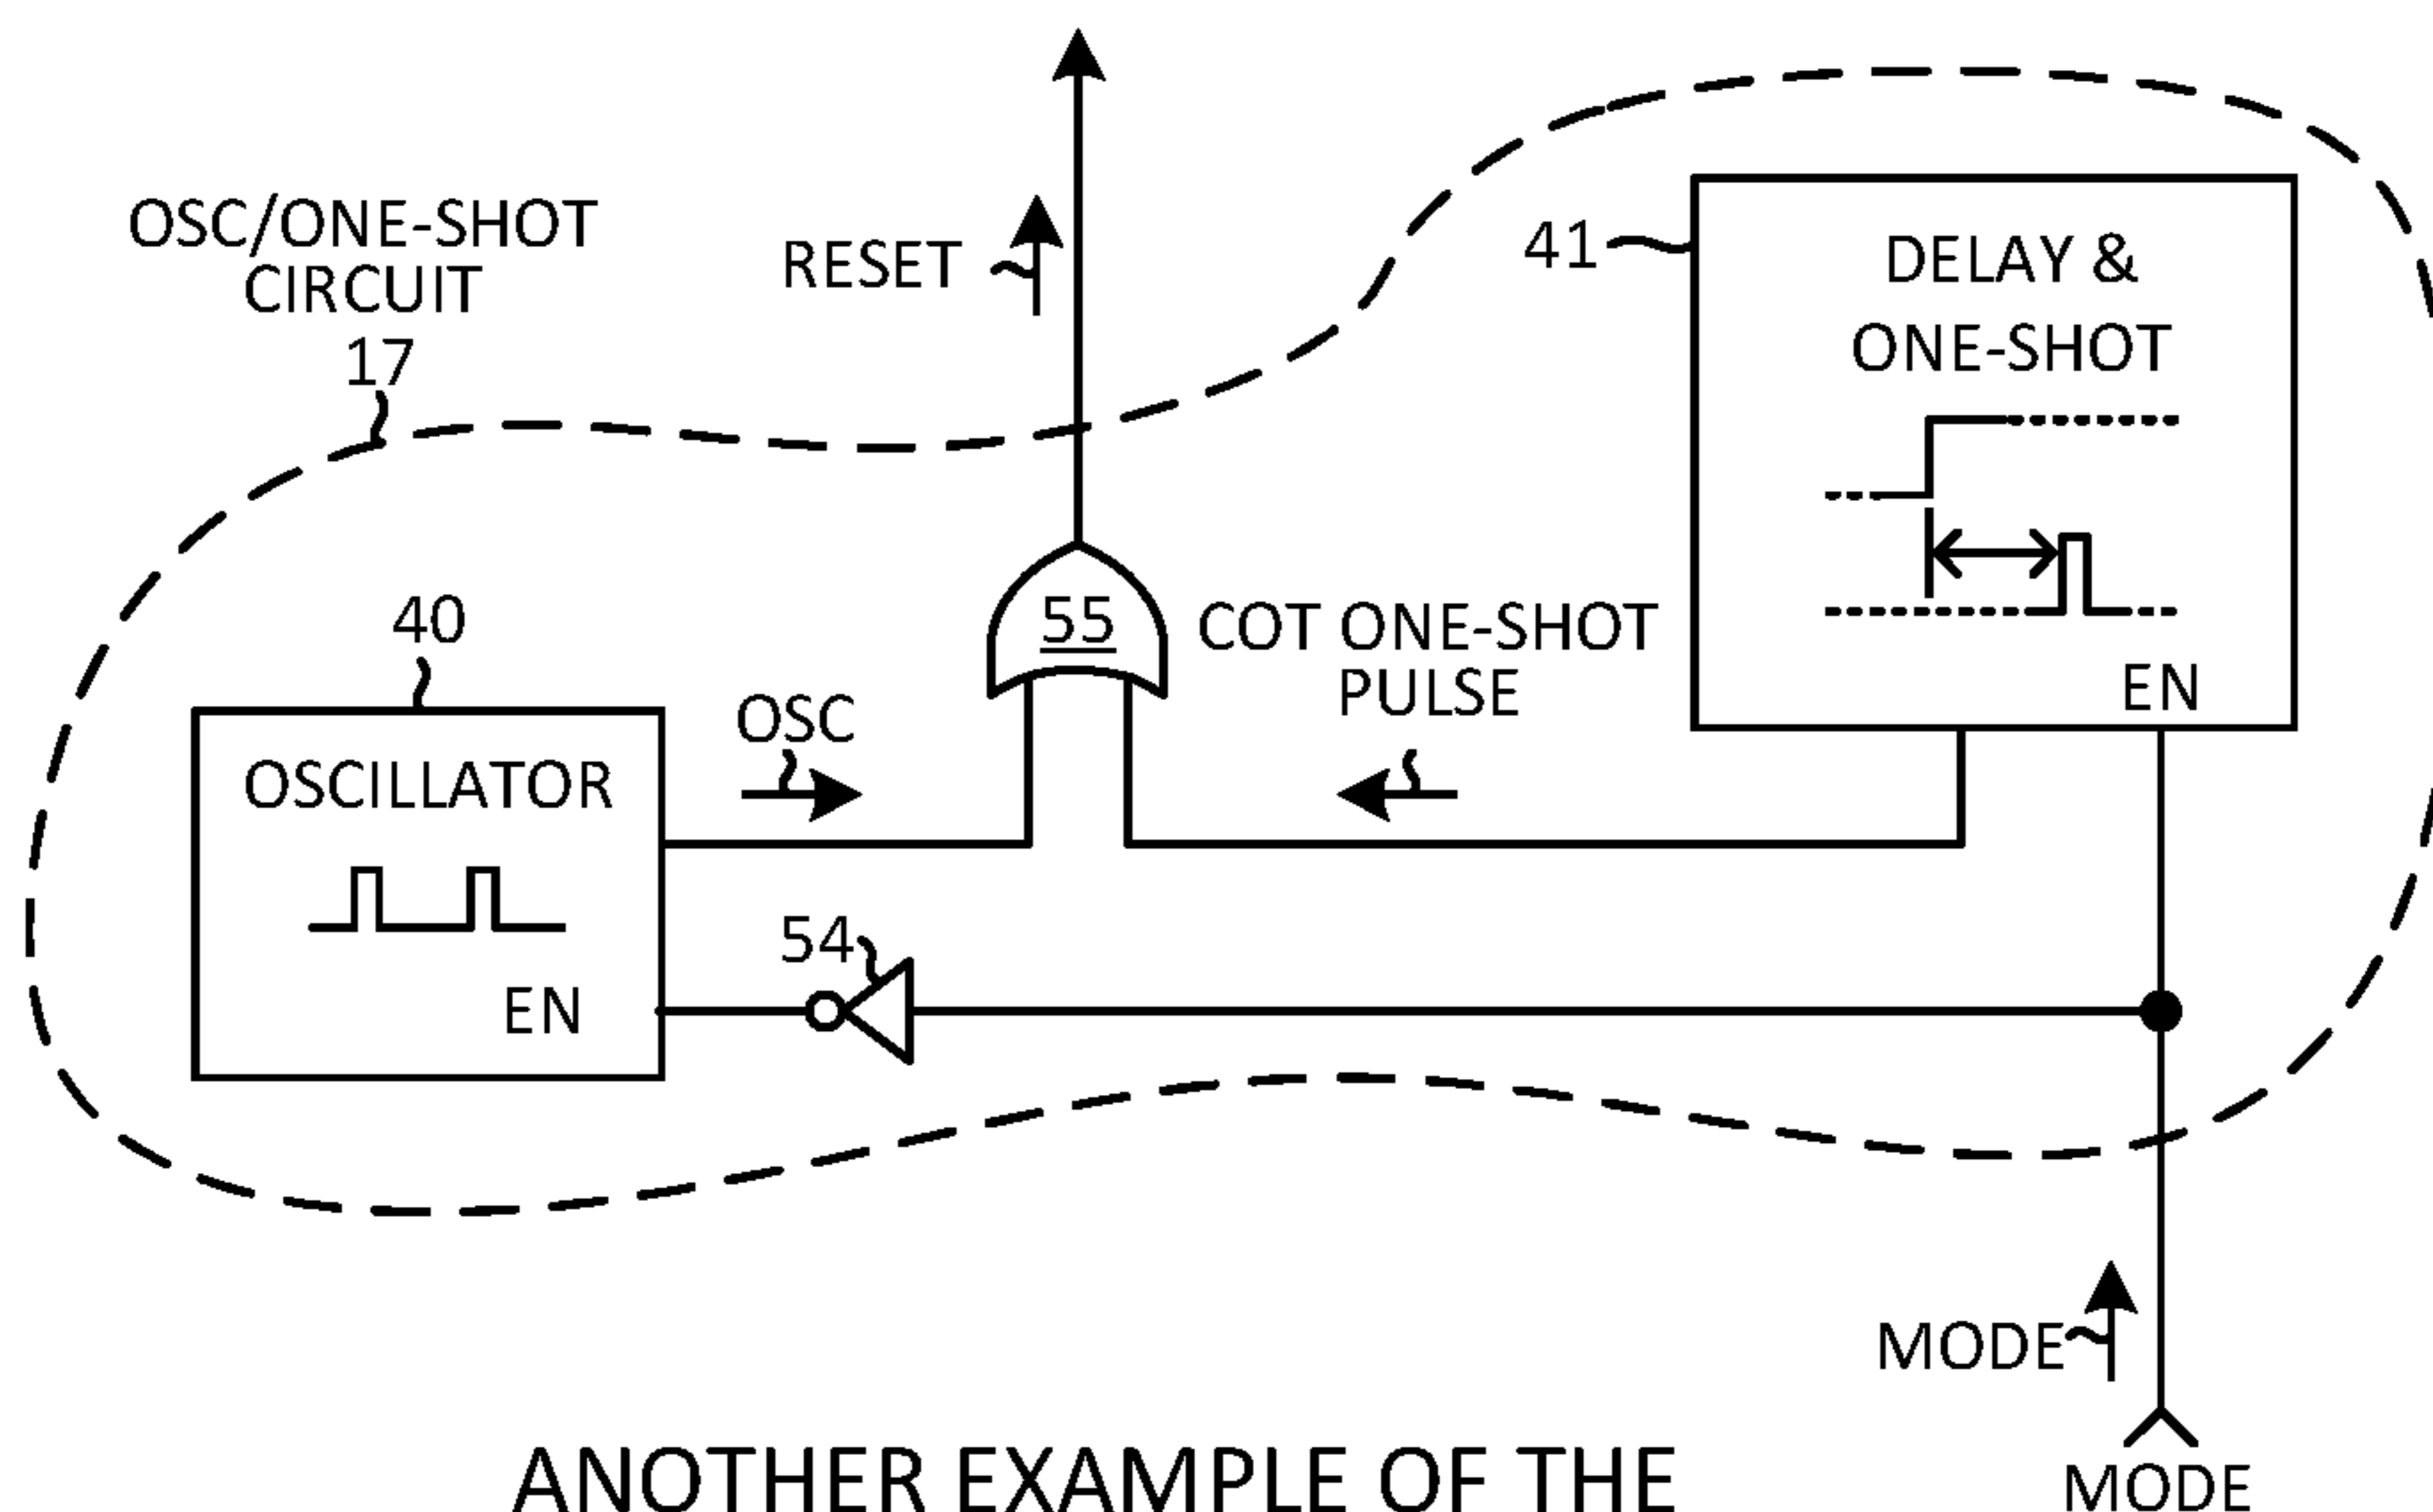 OSC/ONE-SHOT
CIRCUIT
17
RESET
41
DELAY &
ONE-SHOT
EN
40
OSCILLATOR
EN
OSC
55
COT ONE-SHOT
PULSE
54
MODE
MODE
ANOTHER EXAMPLE OF THE